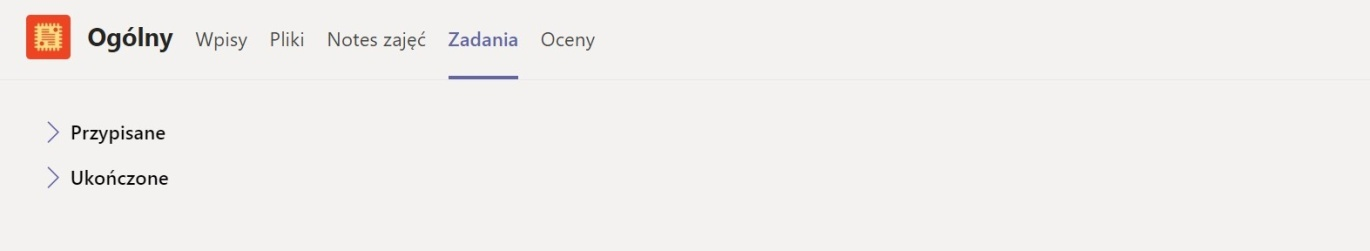 Ogólny Wpisy Pliki Notes zajęć Zadania Oceny
Przypisane
Ukończone